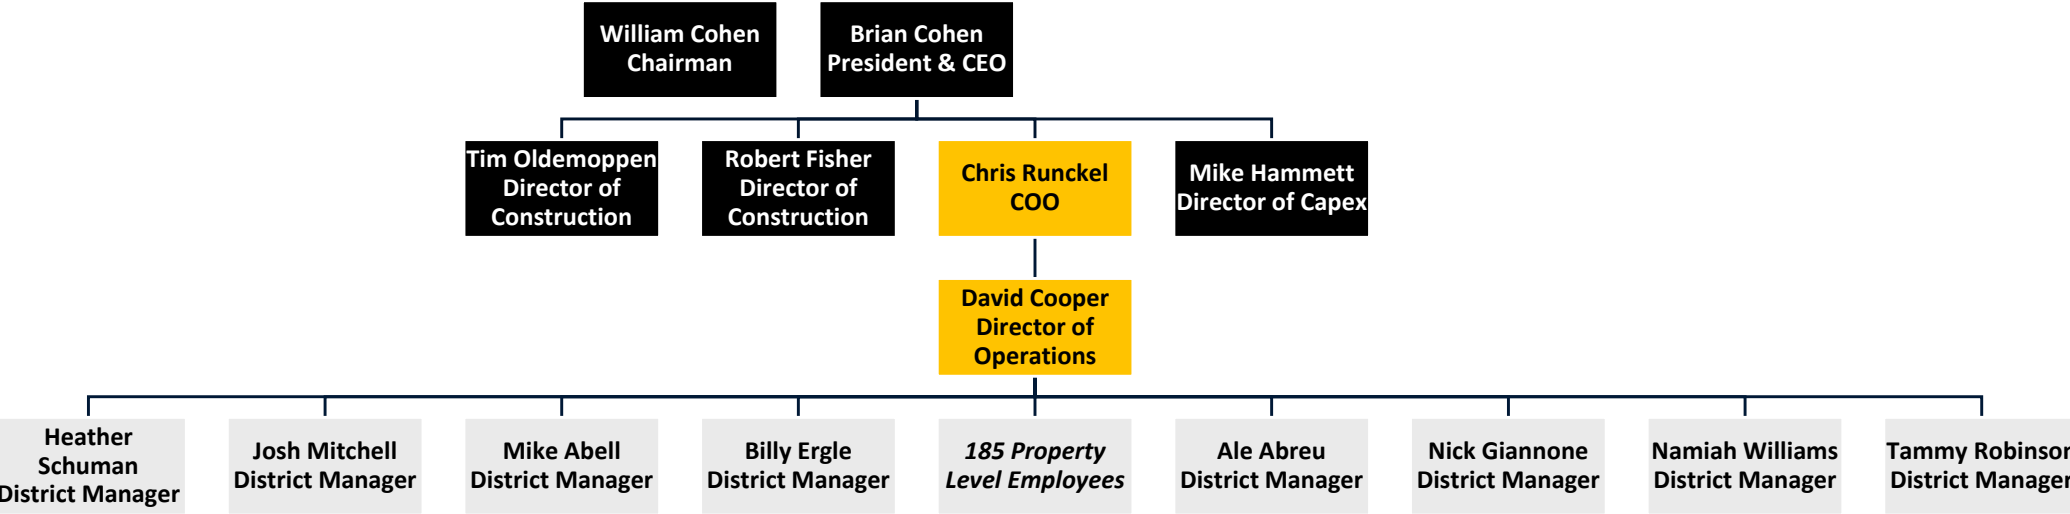 William Cohen
Chairman
Brian Cohen
President & CEO
Tim Oldemoppen
Director of
Construction
Robert Fisher
Director of
Construction
Chris Runckel
COO
Mike Hammett
Director of Capex
David Cooper
Director of
Operations
Heather
Schuman
District Manager
Josh Mitchell
District Manager
Mike Abell
District Manager
Billy Ergle
District Manager
185 Property
Level Employees
Ale Abreu
District Manager
Nick Giannone
District Manager
Namiah Williams
District Manager
Tammy Robinson
District Manager